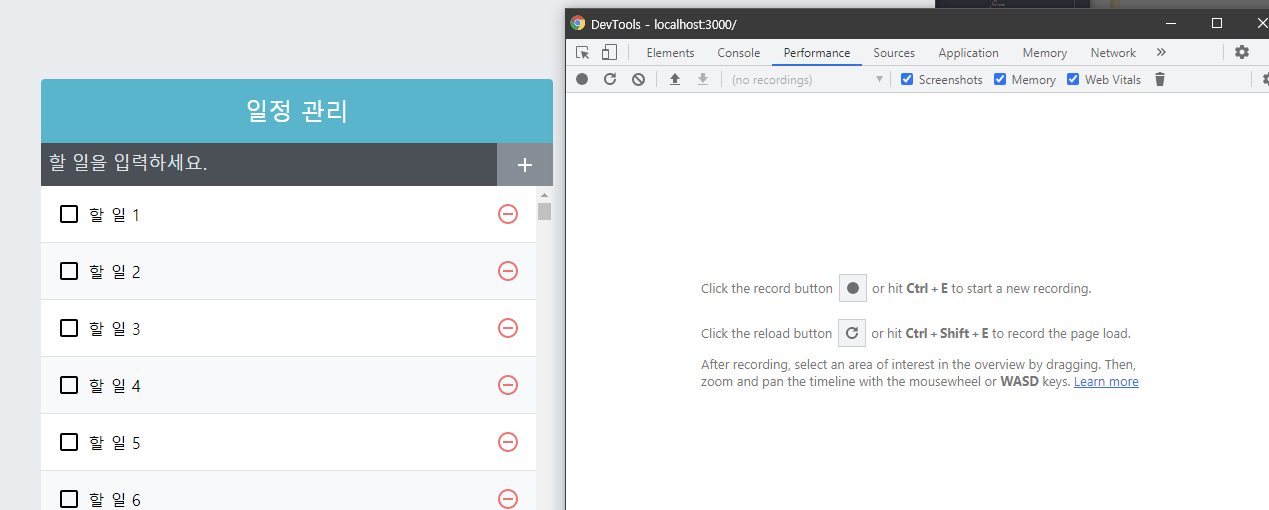 일정 관리
할 일을 입력하세요.
할 일 1
할 일 2
할 일 3
할 일 4
할 일 5
할 일 6
DevTools - localhost:3000/
Elements Console Performance Sources Application Memory Network »
(no recordings) Screenshots Memory Web Vitals
Click the record button or hit Ctrl + E to start a new recording.
Click the reload button or hit Ctrl + Shift + E to record the page load.
After recording, select an area of interest in the overview by dragging. Then,
zoom and pan the timeline with the mousewheel or WASD keys. Learn more